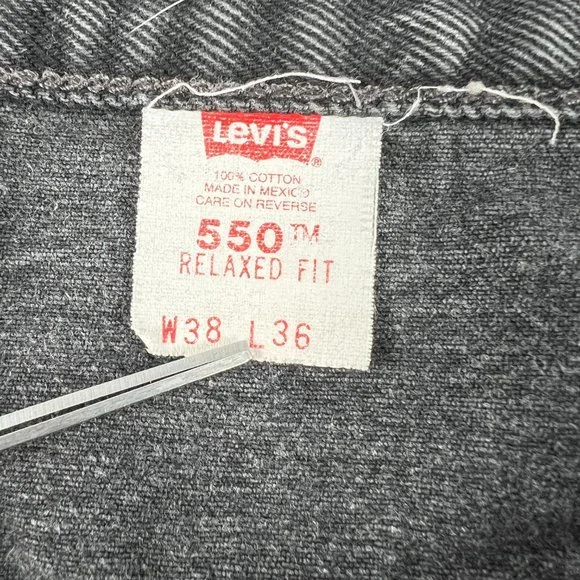 Levi's
®
100% COTTON
MADE IN MEXICO
CARE ON REVERSE
550™
RELAXED FIT
W38 L36